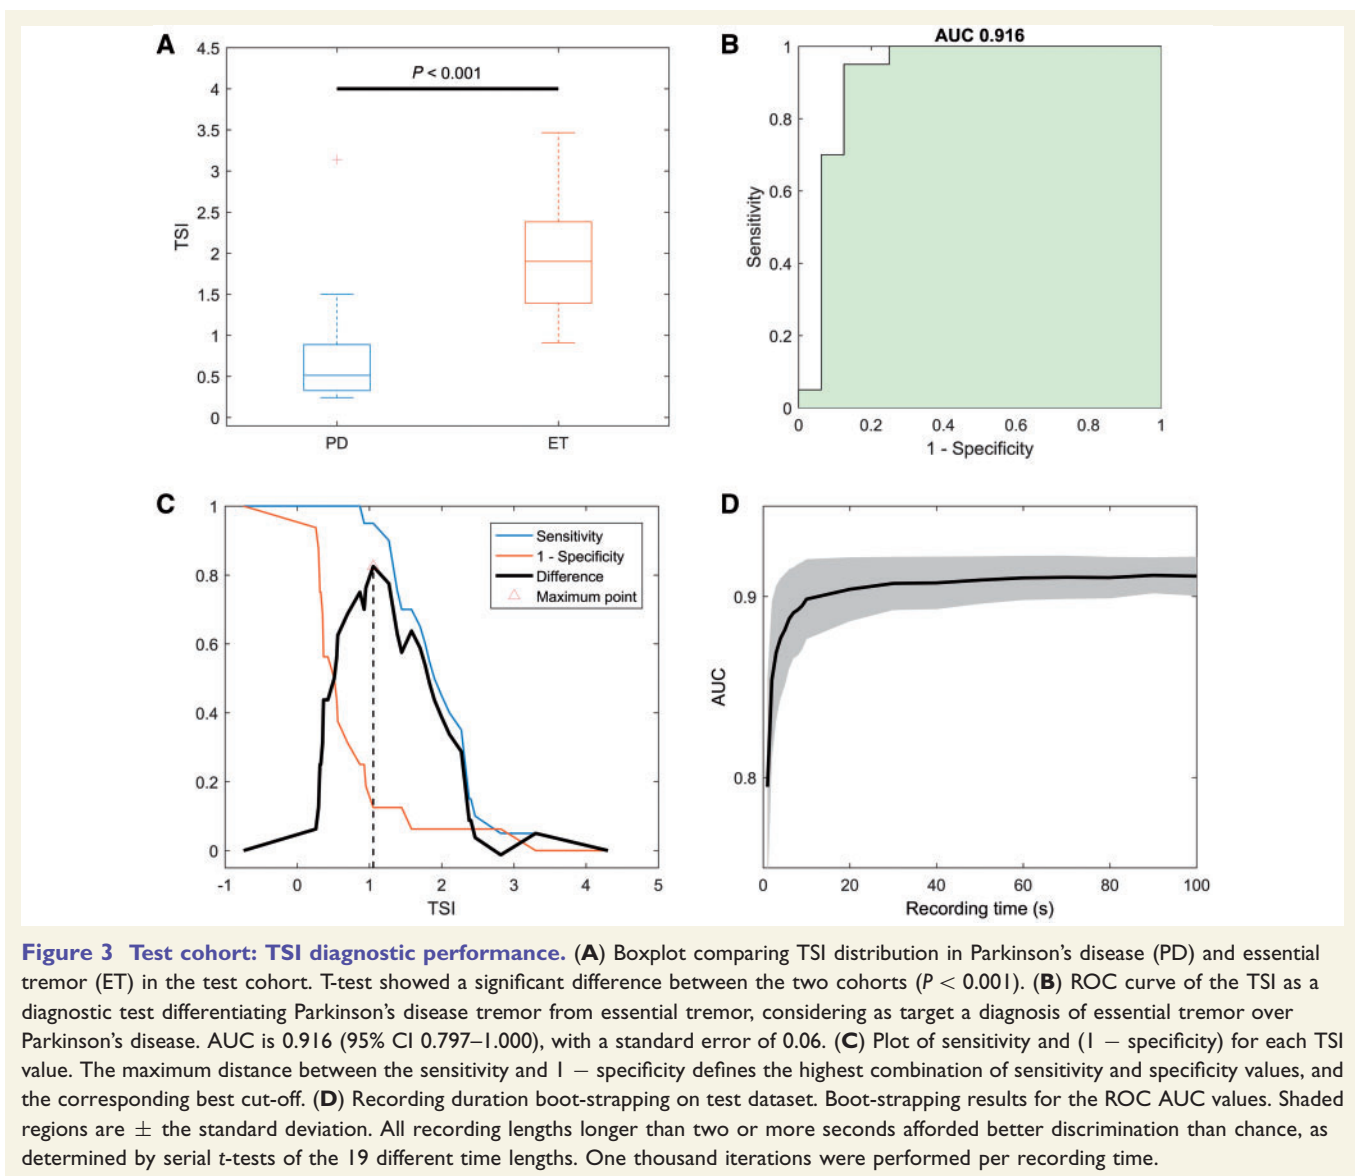 A
4.5
4
3.5
3
2.5
2
1.5
1
0.5
0
TSI
P < 0.001
PD ET
B
AUC 0.916
1
0.8
0.6
0.4
0.2
0
Sensitivity
0 0.2 0.4 0.6 0.8 1
1 - Specificity
C
1
0.8
0.6
0.4
0.2
0
Sensitivity
1 - Specificity
Difference
Maximum point
-1 0 1 2 3 4 5
TSI
D
0.9
0.8
AUC
0 20 40 60 80 100
Recording time (s)
Figure 3 Test cohort: TSI diagnostic performance. (A) Boxplot comparing TSI distribution in Parkinson's disease (PD) and essential
tremor (ET) in the test cohort. T-test showed a significant difference between the two cohorts (P < 0.001). (B) ROC curve of the TSI as a
diagnostic test differentiating Parkinson's disease tremor from essential tremor, considering as target a diagnosis of essential tremor over
Parkinson's disease. AUC is 0.916 (95% CI 0.797–1.000), with a standard error of 0.06. (C) Plot of sensitivity and (1 − specificity) for each TSI
value. The maximum distance between the sensitivity and 1 − specificity defines the highest combination of sensitivity and specificity values, and
the corresponding best cut-off. (D) Recording duration boot-strapping on test dataset. Boot-strapping results for the ROC AUC values. Shaded
regions are ± the standard deviation. All recording lengths longer than two or more seconds afforded better discrimination than chance, as
determined by serial t-tests of the 19 different time lengths. One thousand iterations were performed per recording time.